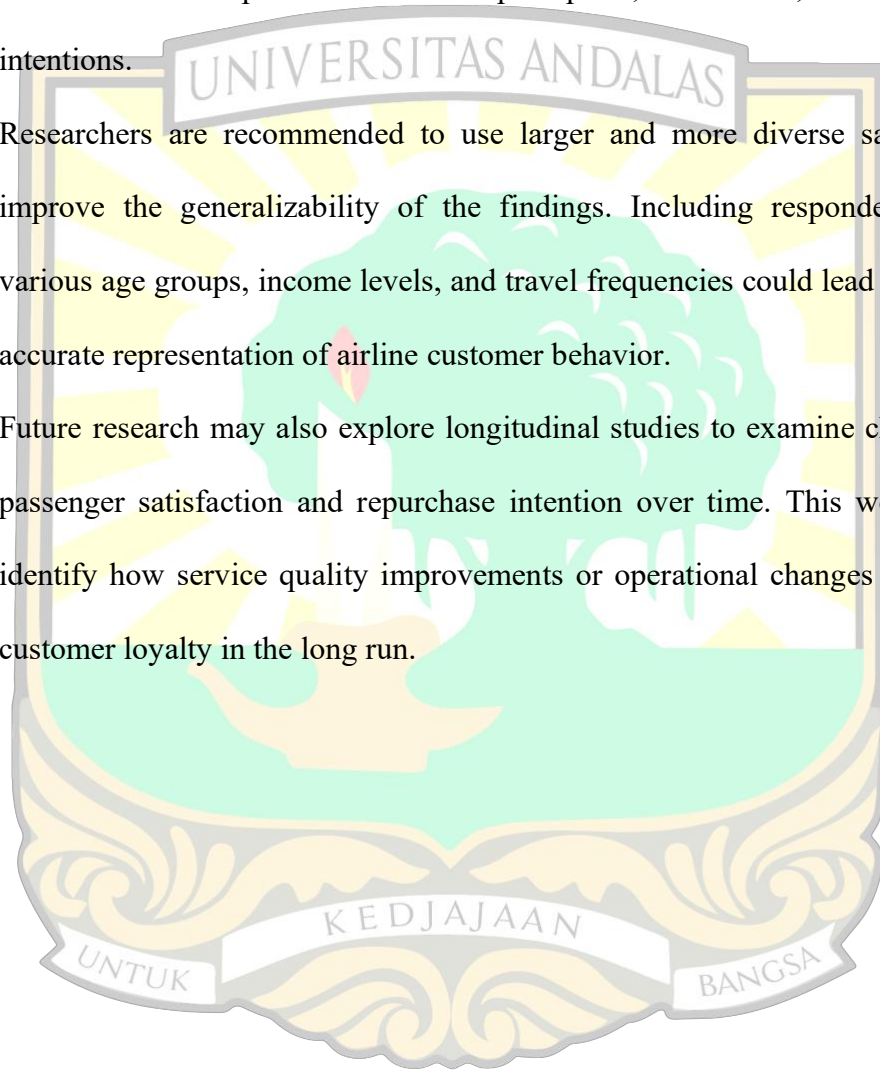 intentions.
UNIVERSITAS ANDALAS
Researchers are recommended to use larger and more diverse
improve the generalizability of the findings. Including
various age groups, income levels, and travel frequencies could lead
accurate representation of airline customer behavior.
Future research may also explore longitudinal studies to examine
passenger satisfaction and repurchase intention over time. This
identify how service quality improvements or operational changes
customer loyalty in the long run.
KEDJAJAAN
UNTUK
BANGSA